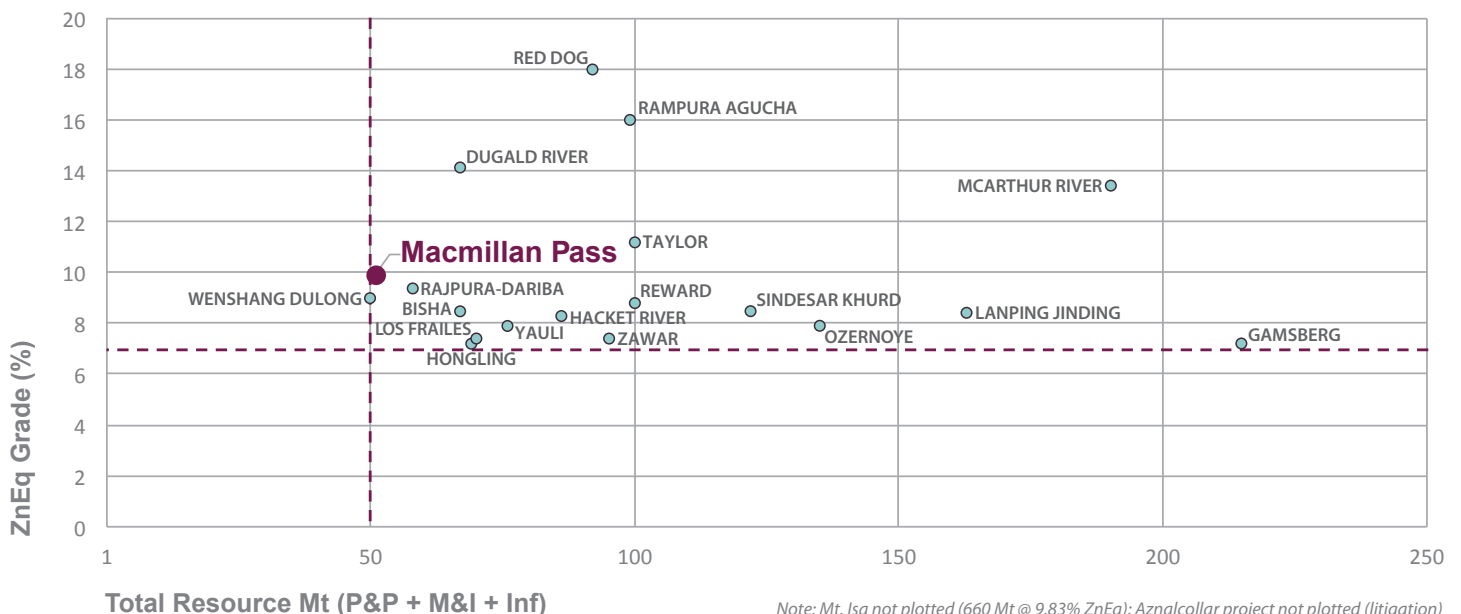 20
18
16
14
12
10
8
6
4
2
0
ZnEq Grade (%)
RED DOG
RAMPURA AGUCHA
DUGALD RIVER
MCARTHUR RIVER
TAYLOR
Macmillan Pass
WENSHANG DULONG
RAJPURA-DARIBA
REWARD
SINDESAR KHURD
BISHA
HACKET RIVER
LANPING JINDING
LOS FRAILES
YAULI
ZAWAR
OZERNOYE
GAMSBERG
HONGLING
1
50
100
150
200
250
Total Resource Mt (P&P + M&I + Inf)
Note: Mt. Isa not plotted (660 Mt @ 9.83% ZnEq); Aznalcollar project not plotted (litigation)